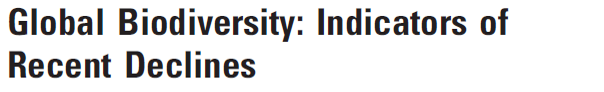 Global Biodiversity: Indicators of
Recent Declines